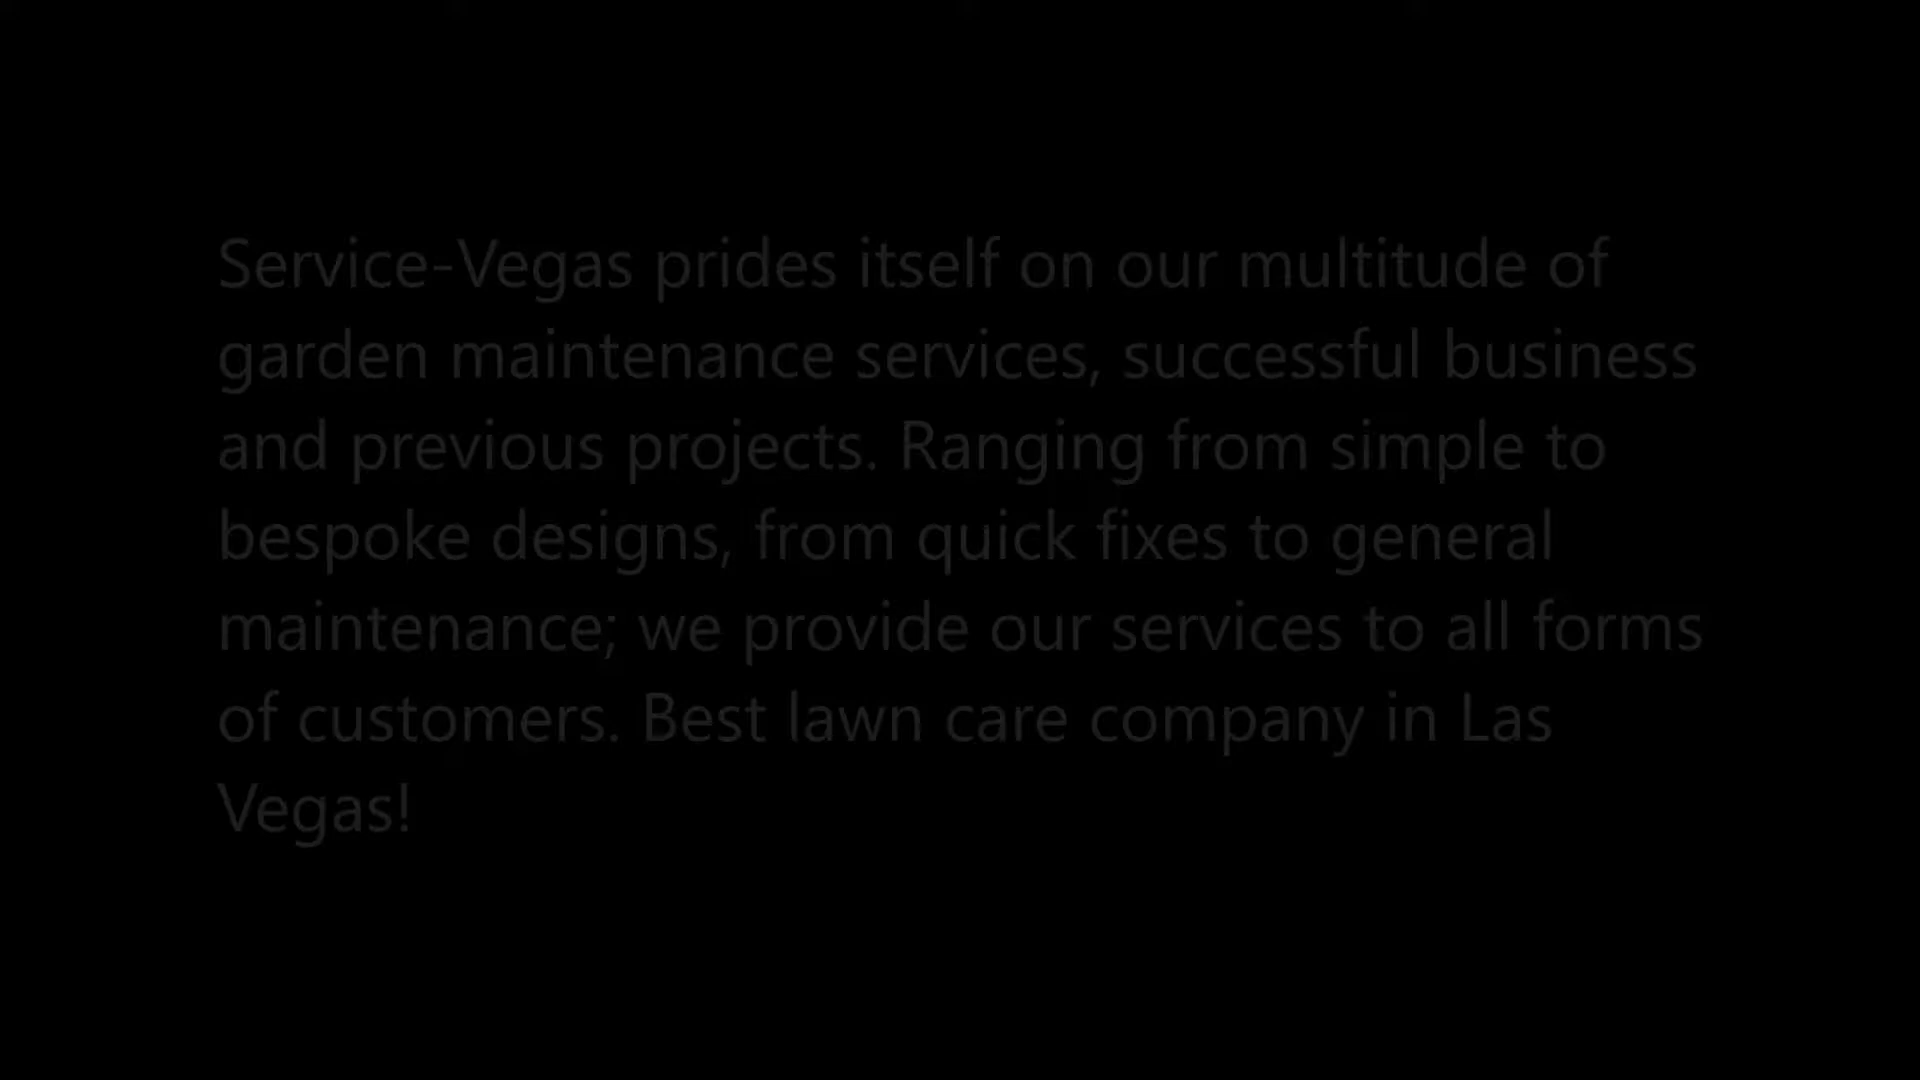 Service-Vegas prides itself on our multitude of
garden maintenance services, successful business
and previous projects. Ranging from simple to
bespoke designs, from quick fixes to general
maintenance; we provide our services to all forms
of customers. Best lawn care company in Las
Vegas!